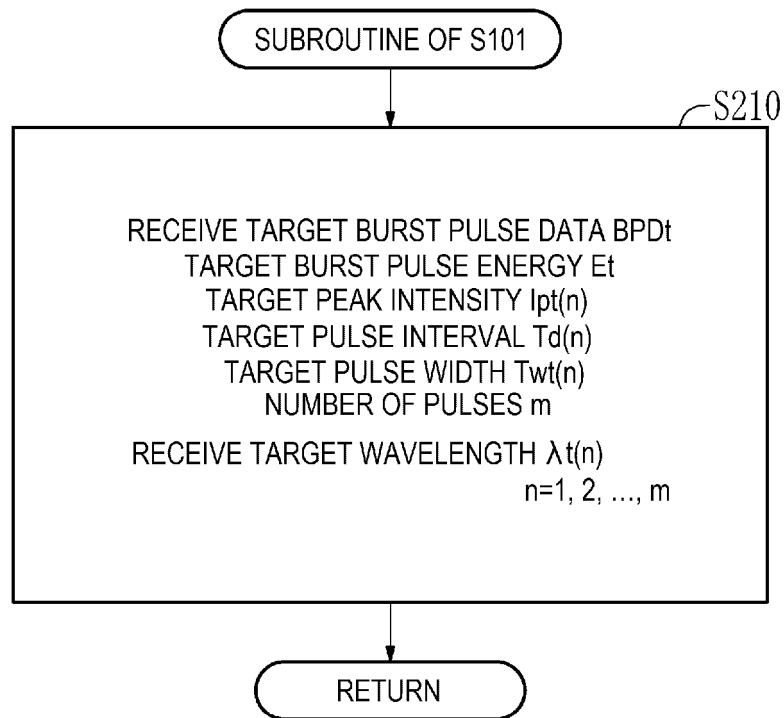 SUBROUTINE OF S101
S210
RECEIVE TARGET BURST PULSE DATA BPDt
TARGET BURST PULSE ENERGY Et
TARGET PEAK INTENSITY Ipt(n)
TARGET PULSE INTERVAL Td(n)
TARGET PULSE WIDTH Twt(n)
NUMBER OF PULSES m
RECEIVE TARGET WAVELENGTH λt(n)
n=1, 2, ..., m
RETURN